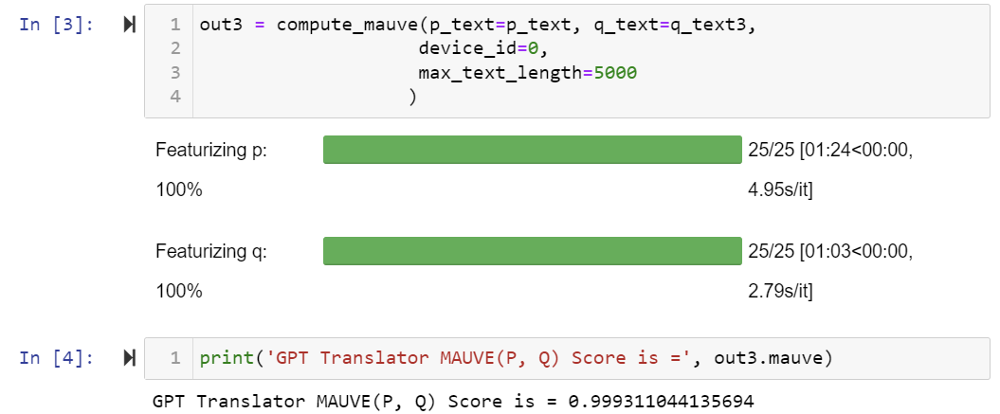 In [3]:
1 out3 = compute_mauve(p_text=p_text, q_text=q_text3,
2 device_id=0,
3 max_text_length=5000
4 )
Featurizing p: 25/25 [01:24<00:00,
100% 4.95s/it]
Featurizing q: 25/25 [01:03<00:00,
100% 2.79s/it]
In [4]:
1 print('GPT Translator MAUVE(P, Q) Score is =', out3.mauve)
GPT Translator MAUVE(P, Q) Score is = 0.999311044135694